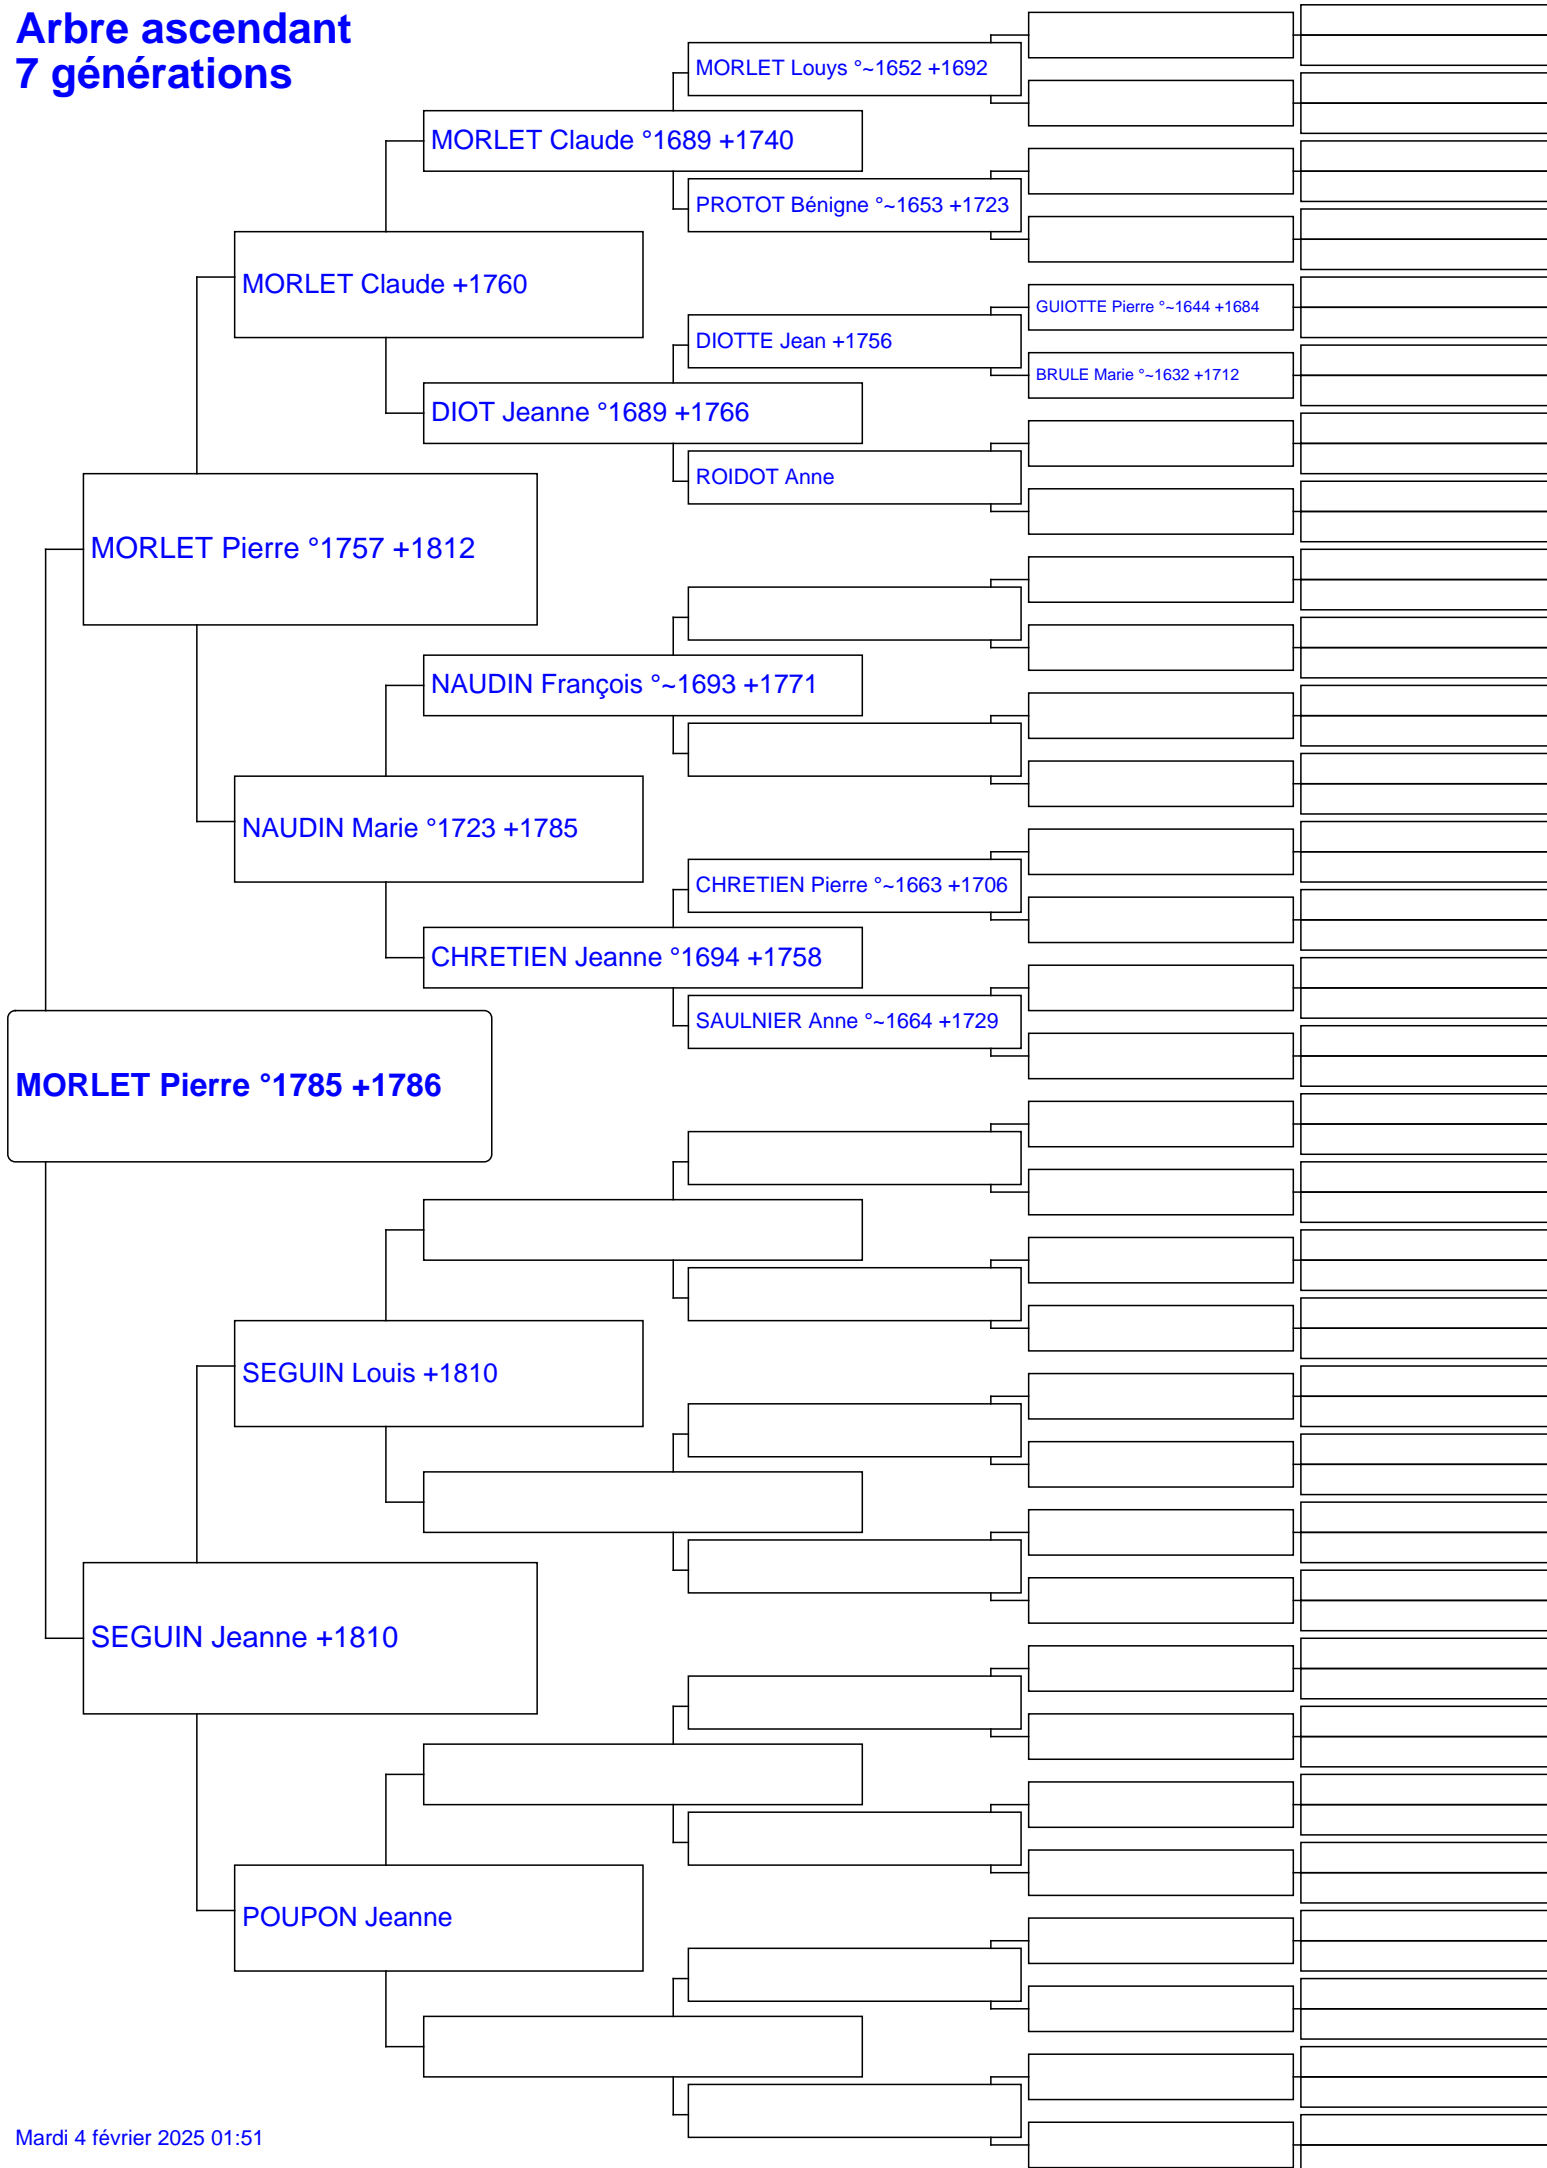 Arbre ascendant
7 générations
MORLET Louys °~1652 +1692
MORLET Claude °1689 +1740
PROTOT Bénigne °~1653 +1723
MORLET Claude +1760
GUIOTTE Pierre °~1644 +1684
DIOTTE Jean +1756
BRULE Marie °~1632 +1712
DIOT Jeanne °1689 +1766
ROIDOT Anne
MORLET Pierre °1757 +1812
NAUDIN François °~1693 +1771
NAUDIN Marie °1723 +1785
CHRETIEN Pierre °~1663 +1706
CHRETIEN Jeanne °1694 +1758
SAULNIER Anne °~1664 +1729
MORLET Pierre °1785 +1786
SEGUIN Louis +1810
SEGUIN Jeanne +1810
POUPON Jeanne
Mardi 4 février 2025 01:51